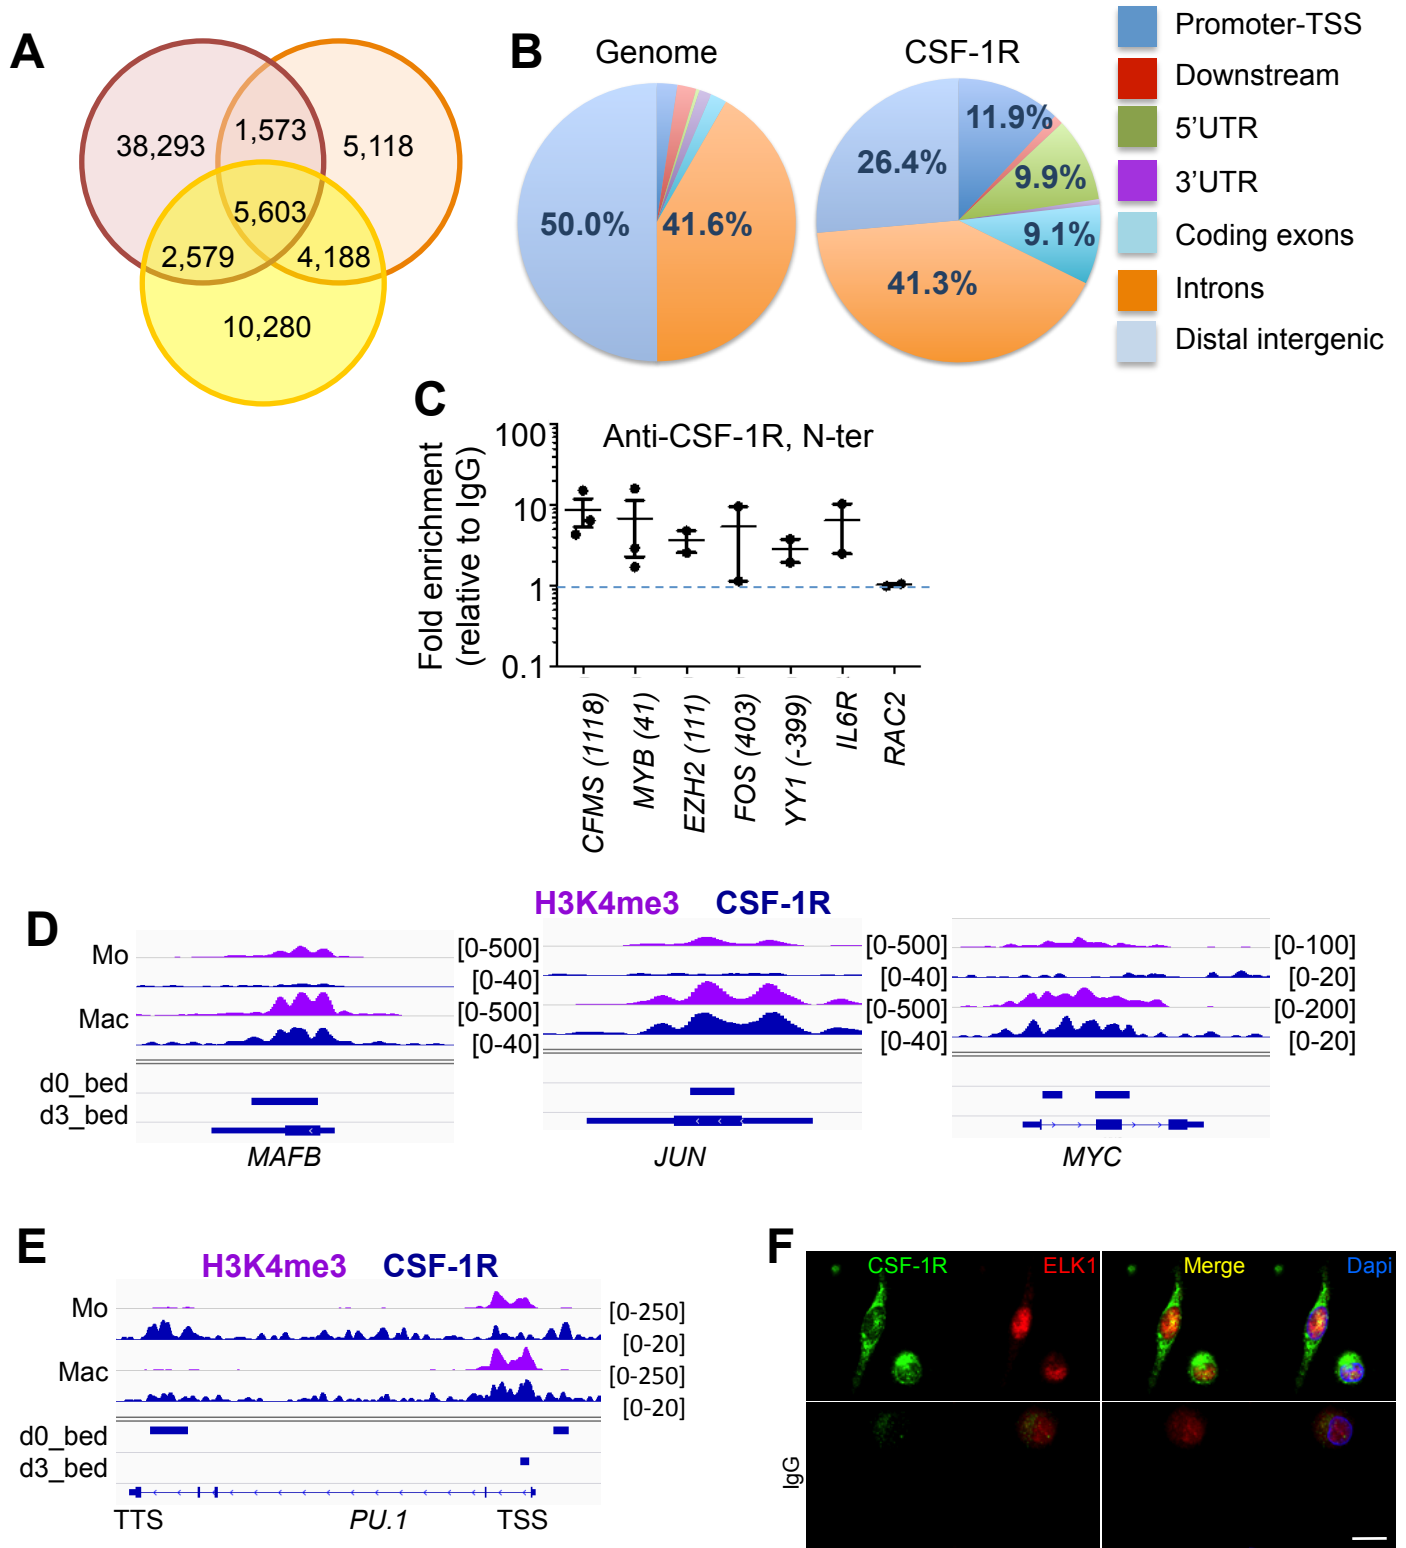 A
38,293
1,573
5,118
5,603
2,579
4,188
10,280
B
Genome
CSF-1R
50.0%
41.6%
11.9%
26.4%
9.9%
9.1%
41.3%
Promoter-TSS
Downstream
5'UTR
3'UTR
Coding exons
Introns
Distal intergenic
C
Anti-CSF-1R, N-ter
Fold enrichment
(relative to IgG)
100
10
1
0.1
CFMS (1118)
MYB (41)
EZH2 (111)
FOS (403)
YY1 (-399)
IL6R
RAC2
D
H3K4me3 CSF-1R
Mo
Mac
d0_bed
d3_bed
[0-500]
[0-40]
[0-500]
[0-40]
[0-500]
[0-40]
[0-500]
[0-40]
[0-100]
[0-20]
[0-200]
[0-20]
MAFB
JUN
MYC
E
H3K4me3 CSF-1R
Mo
Mac
[0-250]
[0-20]
[0-250]
[0-20]
d0_bed
d3_bed
TTS
PU.1
TSS
F
CSF-1R
ELK1
Merge
Dapi
IgG